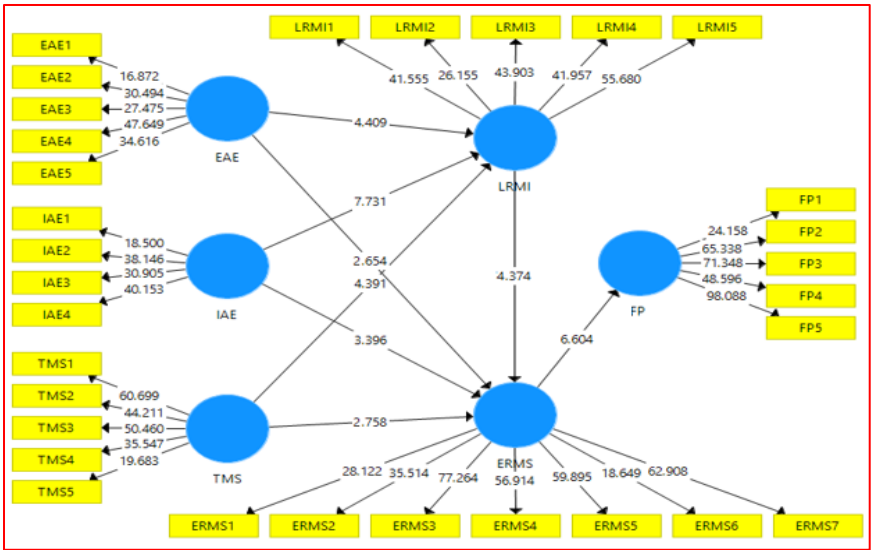 LRMI1 LRMI2 LRMI3 LRMI4 LRMI5
41.555 26.155 43.903 41.957 55.680
EAE1
EAE2
EAE3
EAE4
EAE5
16.872
30.494
27.475
47.649
34.616
EAE
4.409
LRMI
IAE1
IAE2
IAE3
IAE4
18.500
38.146
30.905
40.153
IAE
7.731
2.654
4.391
3.396
4.374
FP1
FP2
FP3
FP4
FP5
24.158
65.338
71.348
48.596
98.088
FP
6.604
TMS1
TMS2
TMS3
TMS4
TMS5
60.699
44.211
50.460
35.547
19.683
TMS
2.758
ERMS
28.122 35.514 77.264 56.914 59.895 18.649 62.908
ERMS1 ERMS2 ERMS3 ERMS4 ERMS5 ERMS6 ERMS7